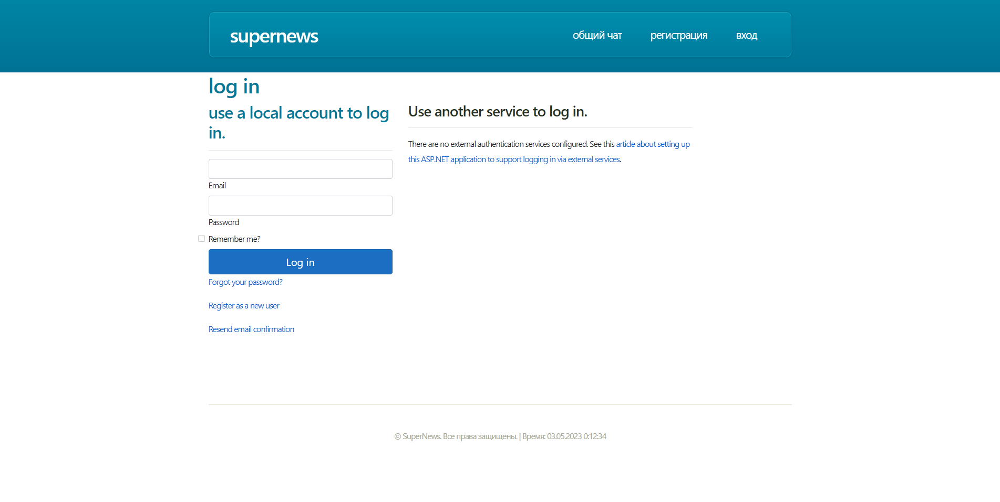 supernews
общий чат
регистрация
вход
log in
use a local account to log
in.
Email
Password
Remember me?
Log in
Forgot your password?
Register as a new user
Resend email confirmation
Use another service to log in.
There are no external authentication services configured. See this article about setting up
this ASP.NET application to support logging in via external services.
© SuperNews. Все права защищены. | Время: 03.05.2023 0:12:34